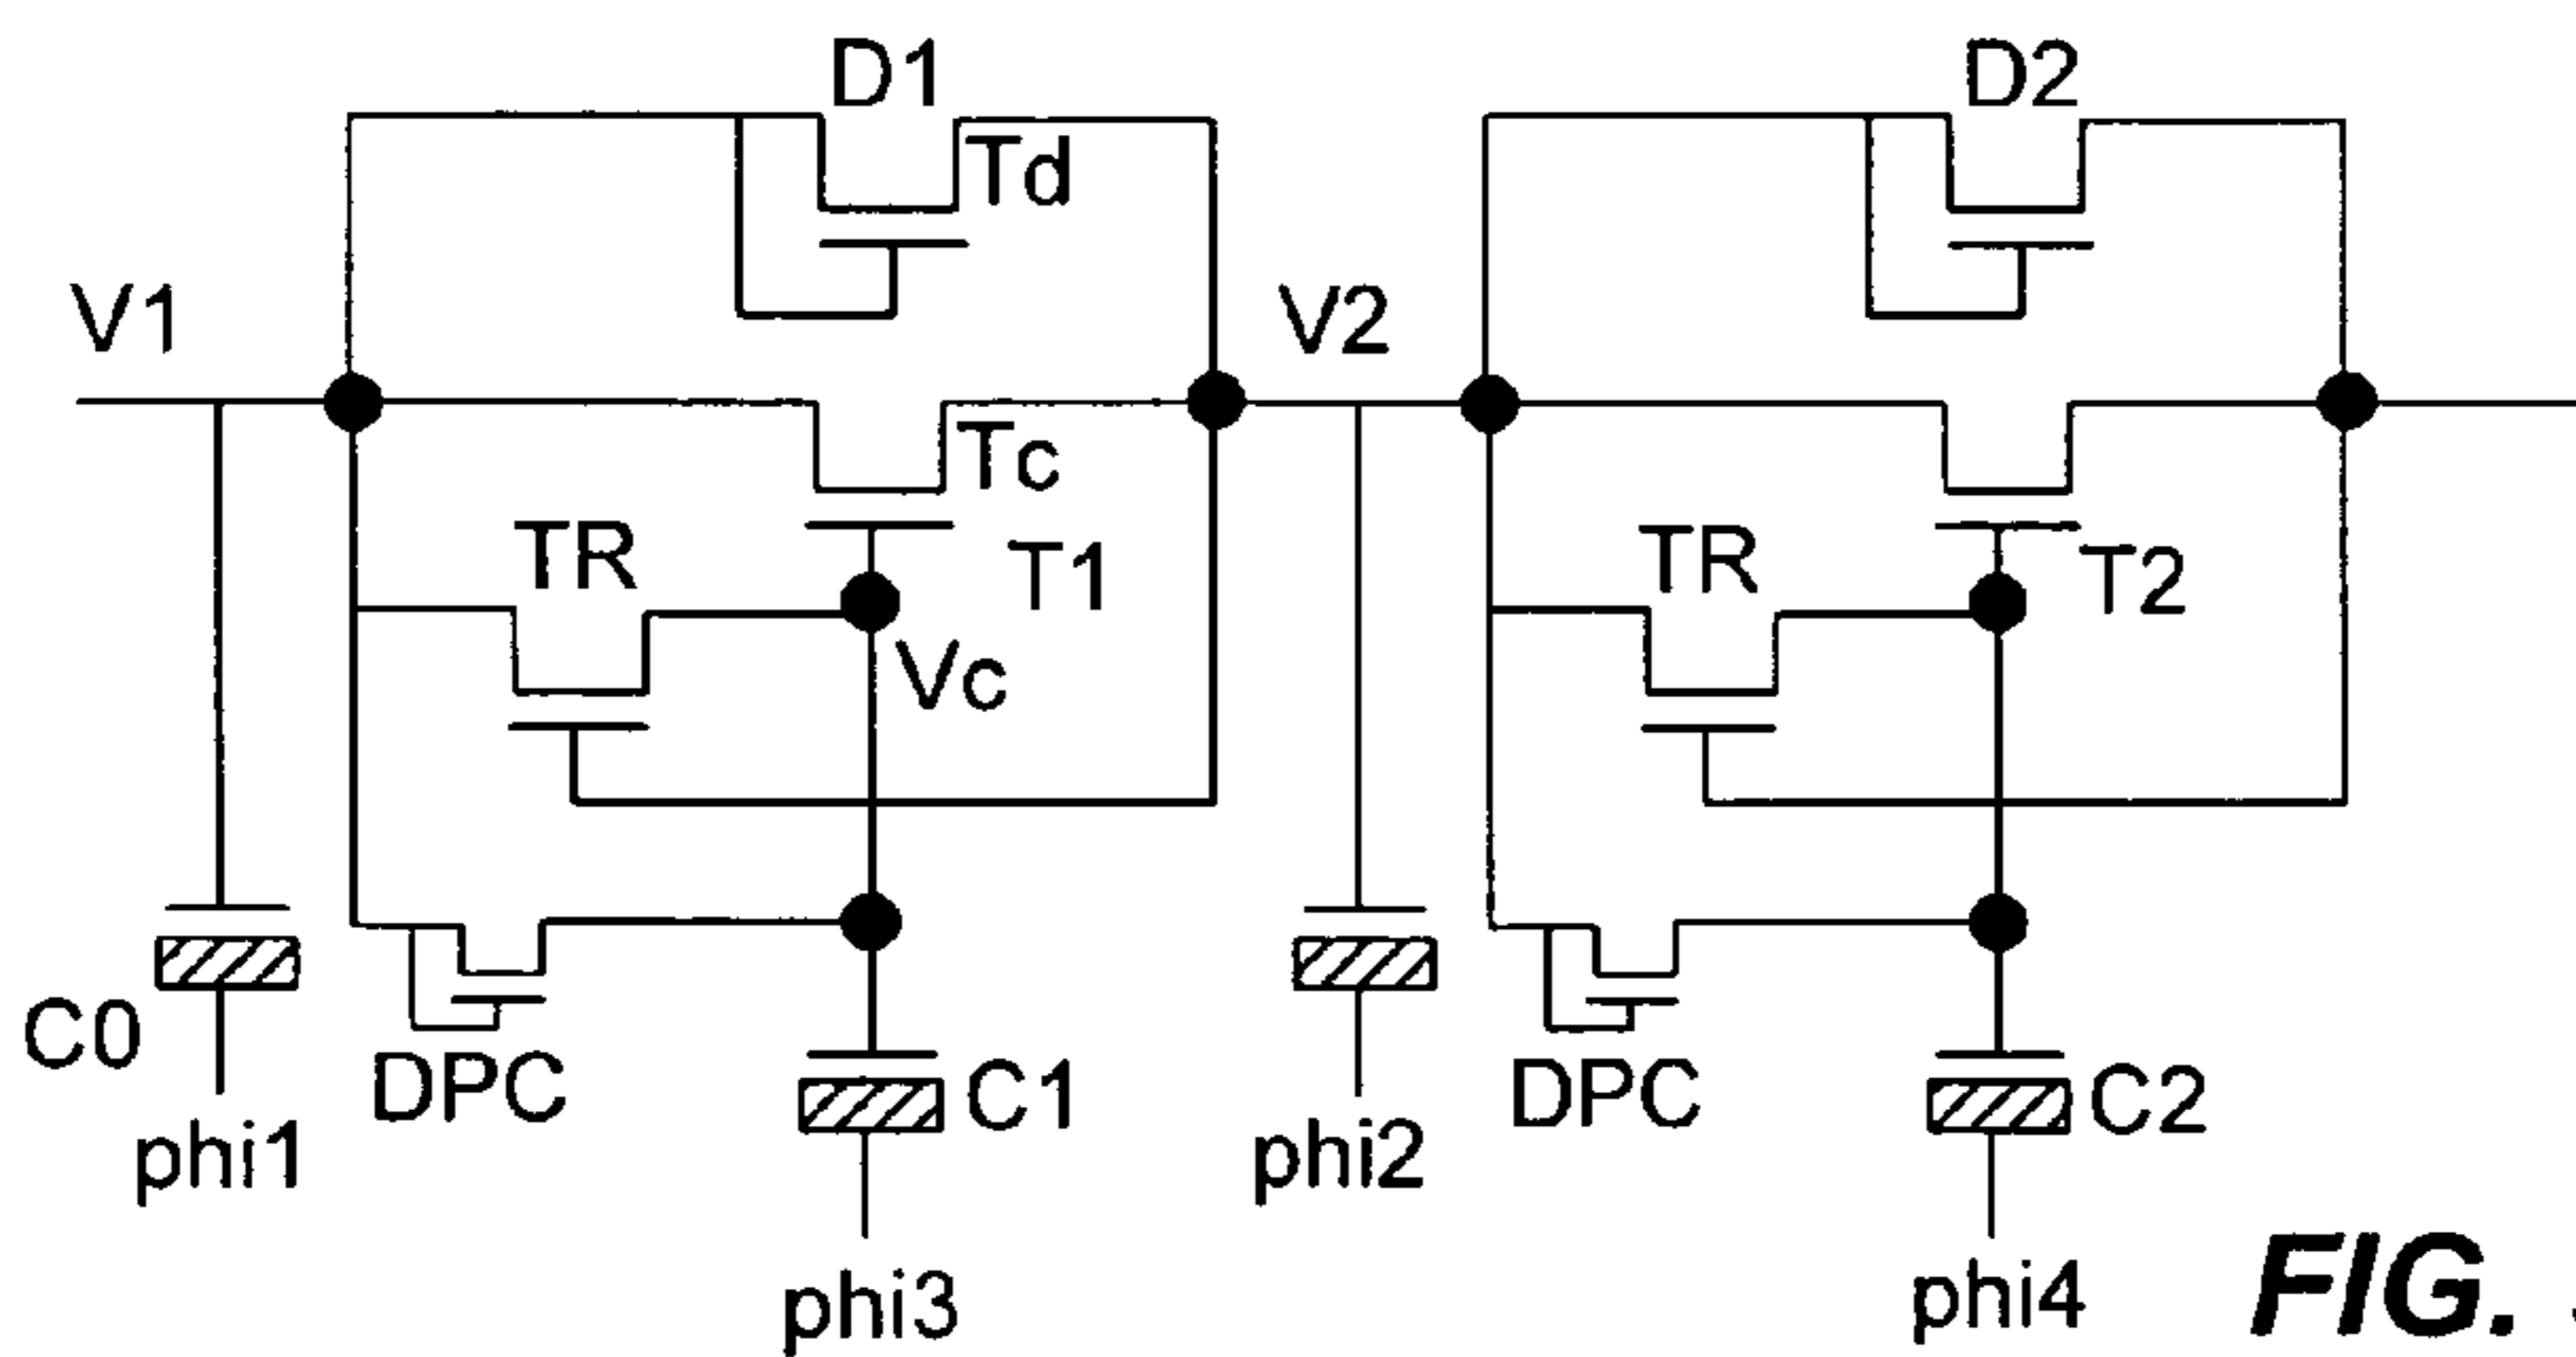 D1
D2
Td
V1
V2
Tc
TR
T1
TR
T2
Vc
C0
DPC
C1
DPC
C2
phi1
phi2
phi3
phi4
FIG.